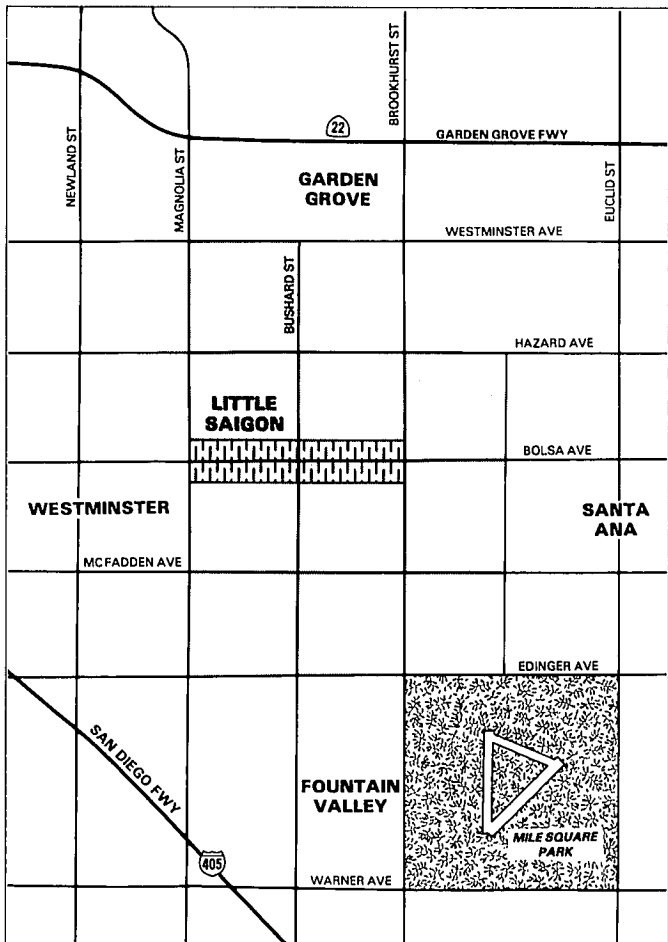 BROOKHURST ST
22
GARDEN GROVE FWY
NEWLAND ST
MAGNOLIA ST
GARDEN
GROVE
EUCLID ST
WESTMINSTER AVE
BUSHARD ST
HAZARD AVE
LITTLE
SAIGON
BOLSA AVE
WESTMINSTER
SANTA
ANA
MCFADDEN AVE
EDINGER AVE
SAN DIEGO FWY
FOUNTAIN
VALLEY
MILE SQUARE
PARK
405
WARNER AVE